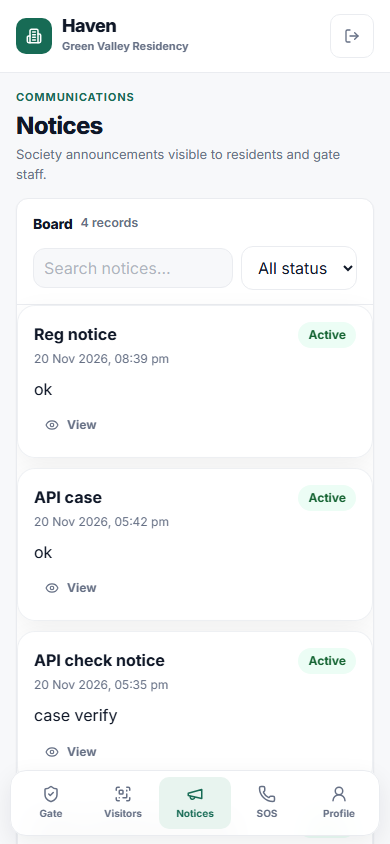 Haven
Green Valley Residency
COMMUNICATIONS
Notices
Society announcements visible to residents and gate
staff.
Board 4 records
Search notices...
All status
Reg notice
Active
20 Nov 2026, 08:39 pm
ok
View
API case
Active
20 Nov 2026, 05:42 pm
ok
View
API check notice
Active
20 Nov 2026, 05:35 pm
case verify
View
Gate
Visitors
Notices
SOS
Profile